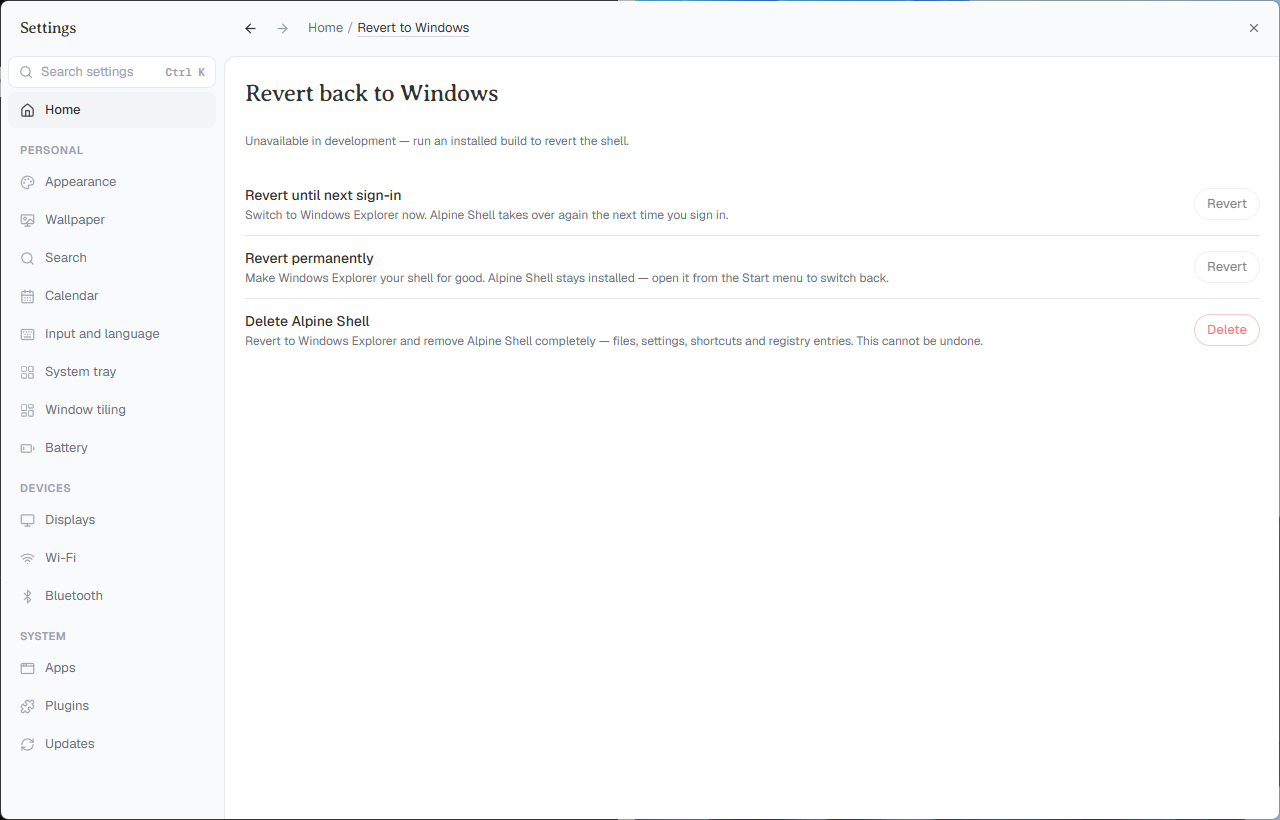 Settings
Home / Revert to Windows
Search settings Ctrl K
Home
PERSONAL
Appearance
Wallpaper
Search
Calendar
Input and language
System tray
Window tiling
Battery
DEVICES
Displays
Wi-Fi
Bluetooth
SYSTEM
Apps
Plugins
Updates
Revert back to Windows
Unavailable in development — run an installed build to revert the shell.
Revert until next sign-in
Switch to Windows Explorer now. Alpine Shell takes over again the next time you sign in.
Revert
Revert permanently
Make Windows Explorer your shell for good. Alpine Shell stays installed — open it from the Start menu to switch back.
Revert
Delete Alpine Shell
Revert to Windows Explorer and remove Alpine Shell completely — files, settings, shortcuts and registry entries. This cannot be undone.
Delete